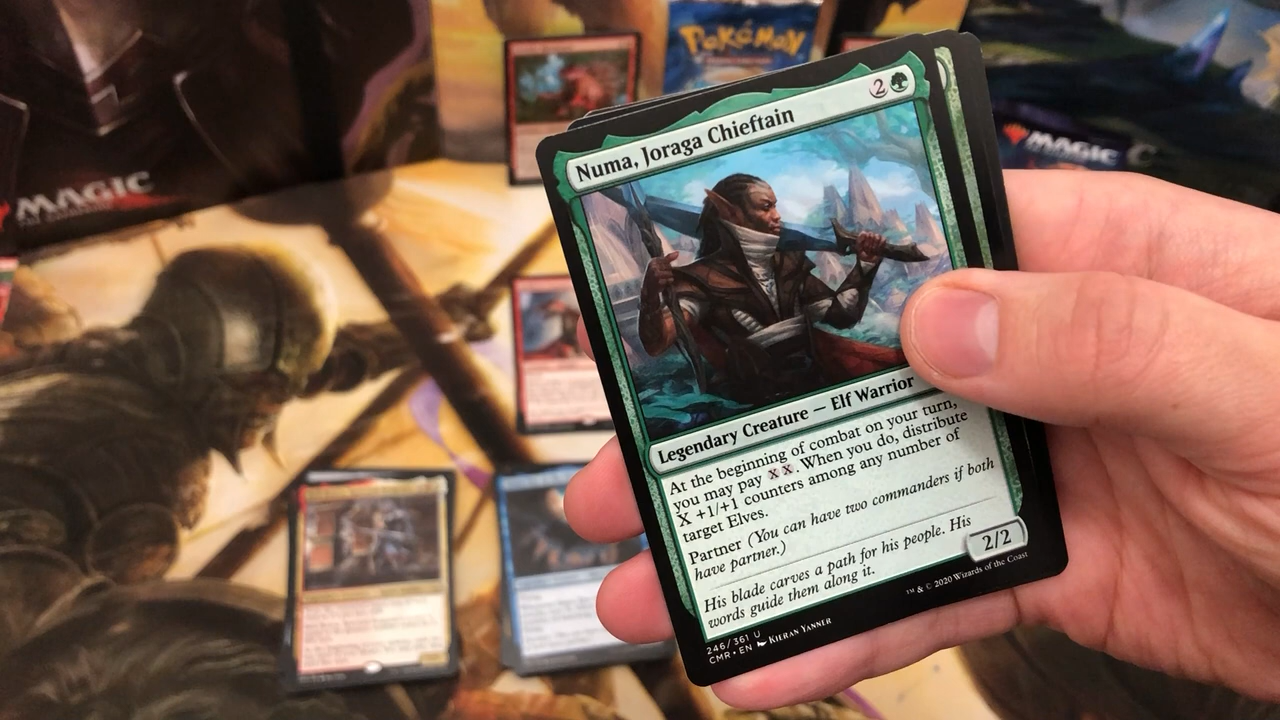 POKéMON
MAGIC
MAGIC
Numa, Joraga Chieftain
2
Legendary Creature — Elf Warrior
At the beginning of combat on your turn,
you may pay X X. When you do, distribute
X +1/+1 counters among any number of
target Elves.
Partner (You can have two commanders if both
have partner.)
His blade carves a path for his people. His
words guide them along it.
2/2
246/361 U
CMR • EN KIERAN YANNER
™ & © 2020 Wizards of the Coast